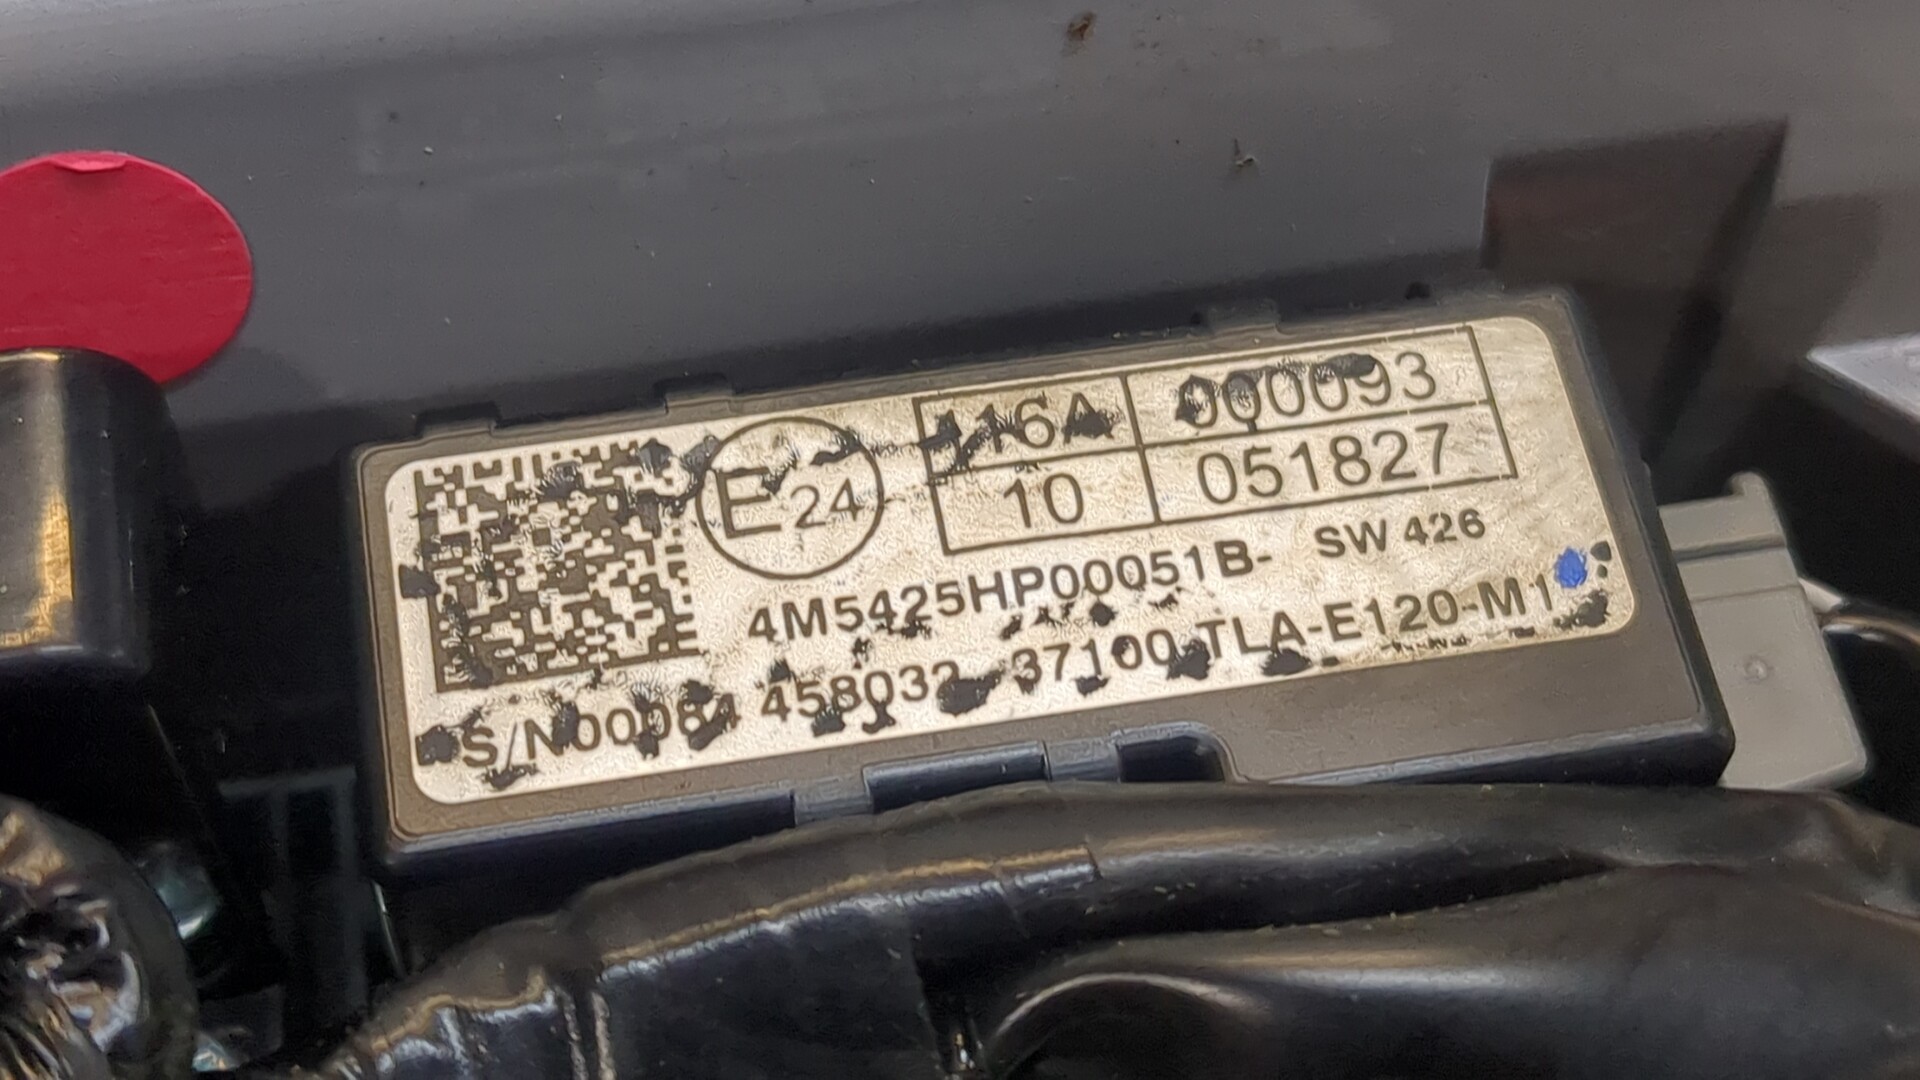 E24
116A 000093
10 051827
4M5425HP00051B- SW 426
S/N00084 458032 37100-TLA-E120-M1